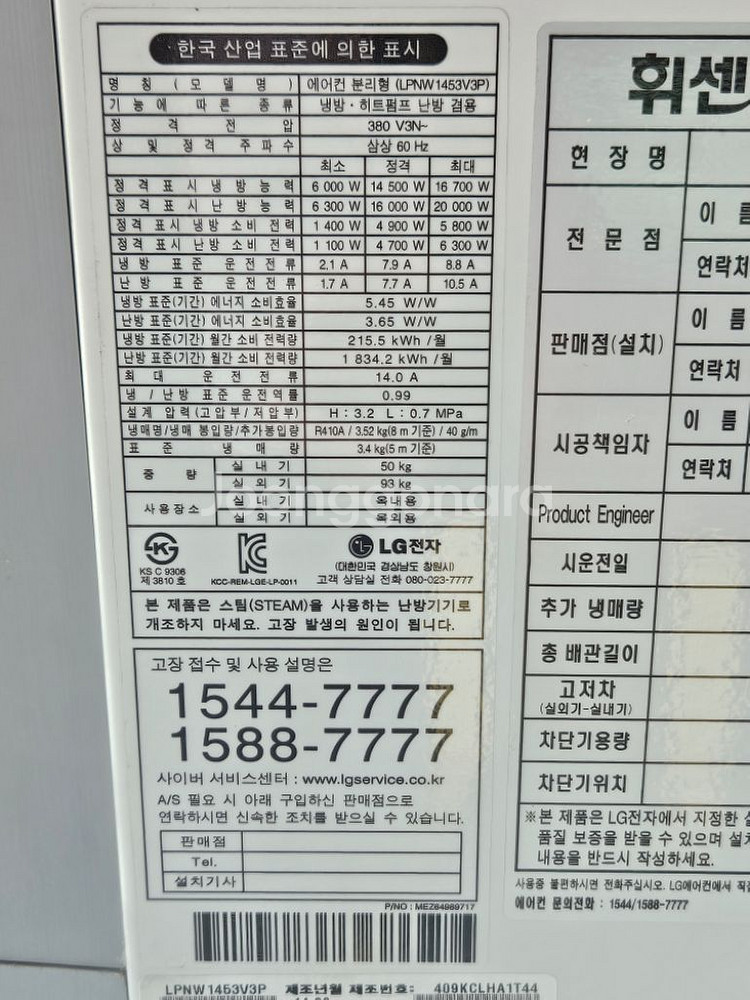 한국 산업 표준에 의한 표시
명 칭 ( 모 델 명 ) 에어컨 분리형 (LPNW1453V3P)
기 능 에 따 른 종 류 냉방 · 히트펌프 난방 겸용
정 격 전 압 380 V3N~
상 및 정 격 주 파 수 삼상 60 Hz
최소 정격 최대
정 격 표 시 냉 방 능 력 6 000 W 14 500 W 16 700 W
정 격 표 시 난 방 능 력 6 300 W 16 000 W 20 000 W
정격 표시 냉방 소비 전력 1 400 W 4 900 W 5 800 W
정격 표시 난방 소비 전력 1 100 W 4 700 W 6 300 W
냉 방 표 준 운 전 전 류 2.1 A 7.9 A 8.8 A
난 방 표 준 운 전 전 류 1.7 A 7.7 A 10.5 A
냉방 표준(기간) 에너지 소비효율 5.45 W/W
난방 표준(기간) 에너지 소비효율 3.65 W/W
냉방 표준(기간) 월간 소비 전력량 215.5 kWh /월
난방 표준(기간) 월간 소비 전력량 1 834.2 kWh /월
최 대 운 전 전 류 14.0 A
냉 / 난방 표준 운전역률 0.99
설계 압력(고압부/저압부) H : 3.2 L : 0.7 MPa
냉매명/냉매 봉입량/추가봉입량 R410A / 3.52 kg(8 m 기준) / 40 g/m
표 준 냉 매 량 3.4 kg(5 m 기준)
중 량 실 내 기 50 kg
실 외 기 93 kg
사용장소 실 내 기 옥내용
실 외 기 옥외용
Joonggonara
KS C 9306
제 3810 호
KCC-REM-LGE-LP-0011
LG전자
(대한민국 경상남도 창원시)
고객 상담실 전화 080-023-7777
본 제품은 스팀(STEAM)을 사용하는 난방기기로
개조하지 마세요. 고장 발생의 원인이 됩니다.
고장 접수 및 사용 설명은
1544-7777
1588-7777
사이버 서비스센터 : www.lgservice.co.kr
A/S 필요 시 아래 구입하신 판매점으로
연락하시면 신속한 조치를 받으실 수 있습니다.
판매점
Tel.
설치기사
P/NO : MEZ64969717
LPNW1453V3P 제조년월 제조번호: 409KCLHA1T44
휘센
현 장 명
전 문 점 이 름
연락처
판매점(설치) 이 름
연락처
시공책임자 이 름
연락처
Product Engineer
시운전일
추가 냉매량
총 배관길이
고저차
(실외기-실내기)
차단기용량
차단기위치
※본 제품은 LG전자에서 지정한
품질 보증을 받을 수 있으며
내용을 반드시 작성하세요.
사용중 불편하시면 전화주십시오. LG에어컨에서
에어컨 문의전화 : 1544/1588-7777